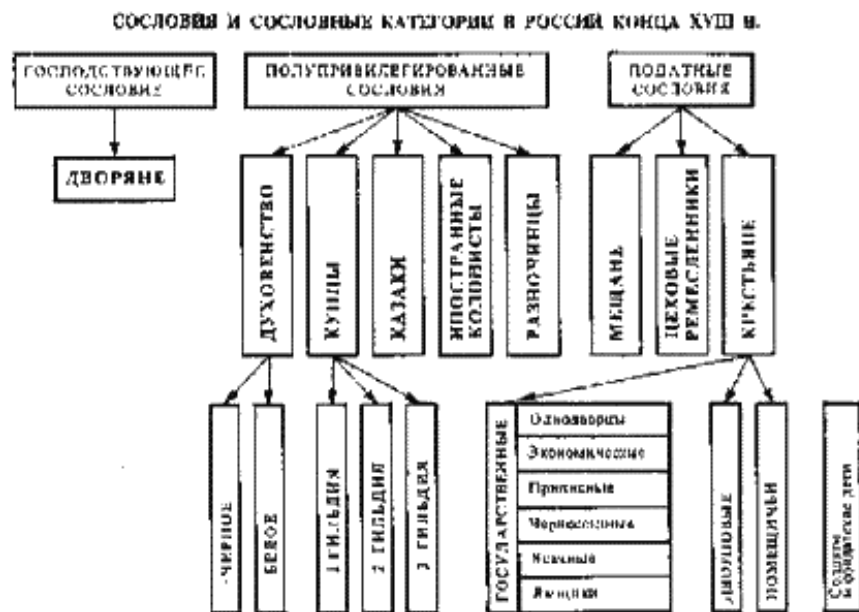 СОСЛОВИЯ И СОСЛОВНЫЕ КАТЕГОРИИ В РОССИИ КОНЦА XVIII В.
ГОСПОДСТВУЮЩЕЕ
СОСЛОВИЕ
ПОЛУПРИВИЛЕГИРОВАННЫЕ
СОСЛОВИЯ
ПОДАТНЫЕ
СОСЛОВИЯ
ДВОРЯНЕ
ДУХОВЕНСТВО
КУПЦЫ
КАЗАКИ
ИНОСТРАННЫЕ
КОЛОНИСТЫ
РАЗНОЧИНЦЫ
МЕЩАНЕ
ЦЕХОВЫЕ
РЕМЕСЛЕННИКИ
КРЕСТЬЯНЕ
ЧЕРНОЕ
БЕЛОЕ
1 ГИЛЬДИЯ
2 ГИЛЬДИЯ
3 ГИЛЬДИЯ
ГОСУДАРСТВЕННЫЕ
Однодворцы
Экономические
Приписные
Черносошные
Ясачные
Ямщики
ДВОРЦОВЫЕ
ПОМЕЩИЧЬИ
Солдаты
и солдатские дети